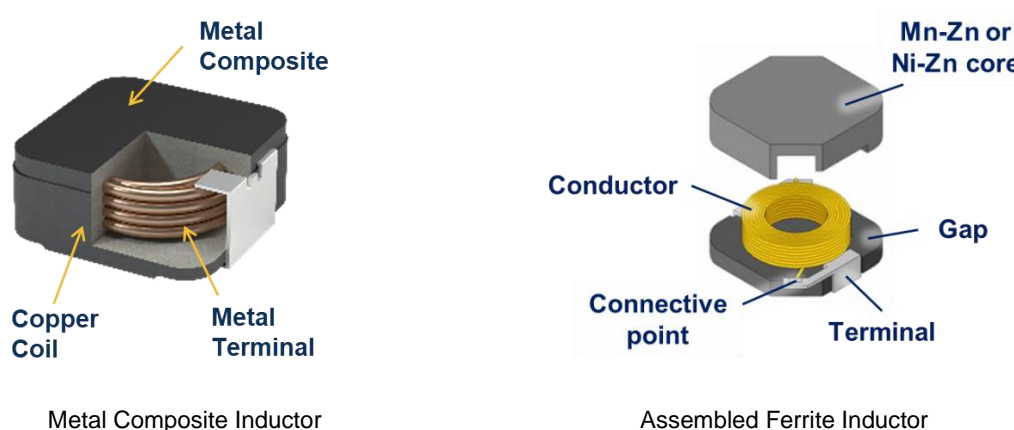 Metal
Composite
Copper
Coil
Metal
Terminal
Metal Composite Inductor
Mn-Zn or
Ni-Zn core
Conductor
Gap
Connective
point
Terminal
Assembled Ferrite Inductor